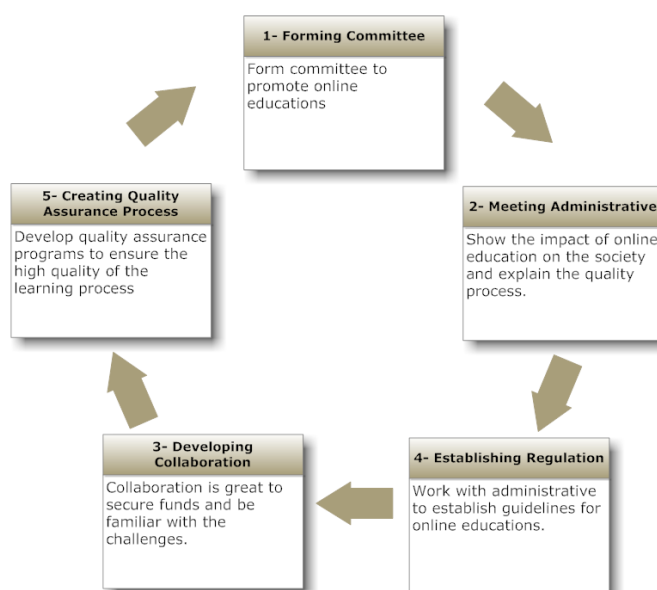 1- Forming Committee
Form committee to
promote online
educations
2- Meeting Administrative
Show the impact of online
education on the society
and explain the quality
process.
4- Establishing Regulation
Work with administrative
to establish guidelines for
online educations.
3- Developing
Collaboration
Collaboration is great to
secure funds and be
familiar with the
challenges.
5- Creating Quality
Assurance Process
Develop quality assurance
programs to ensure the
high quality of the
learning process